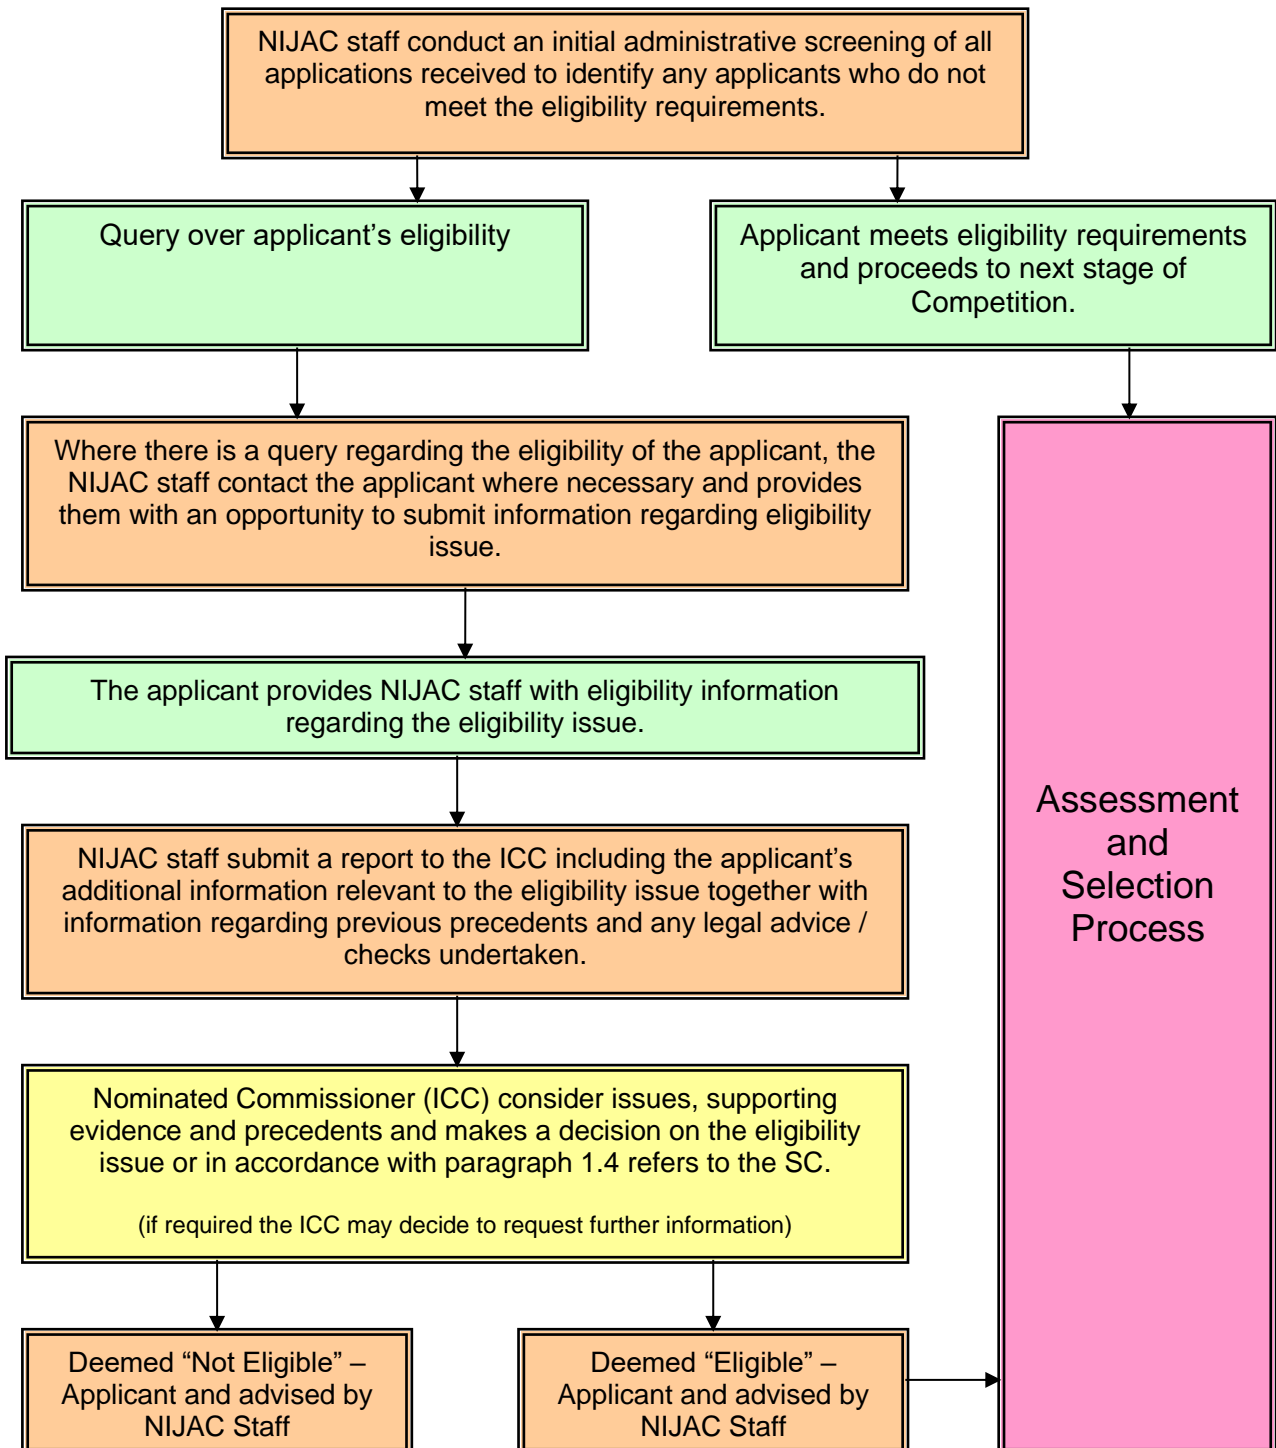 NIJAC staff conduct an initial administrative screening of all
applications received to identify any applicants who do not
meet the eligibility requirements.
Query over applicant’s eligibility
Applicant meets eligibility requirements
and proceeds to next stage of
Competition.
Where there is a query regarding the eligibility of the applicant, the
NIJAC staff contact the applicant where necessary and provides
them with an opportunity to submit information regarding eligibility
issue.
The applicant provides NIJAC staff with eligibility information
regarding the eligibility issue.
NIJAC staff submit a report to the ICC including the applicant’s
additional information relevant to the eligibility issue together with
information regarding previous precedents and any legal advice /
checks undertaken.
Nominated Commissioner (ICC) consider issues, supporting
evidence and precedents and makes a decision on the eligibility
issue or in accordance with paragraph 1.4 refers to the SC.
(if required the ICC may decide to request further information)
Deemed “Not Eligible” –
Applicant and advised by
NIJAC Staff
Deemed “Eligible” –
Applicant and advised by
NIJAC Staff
Assessment
and
Selection
Process